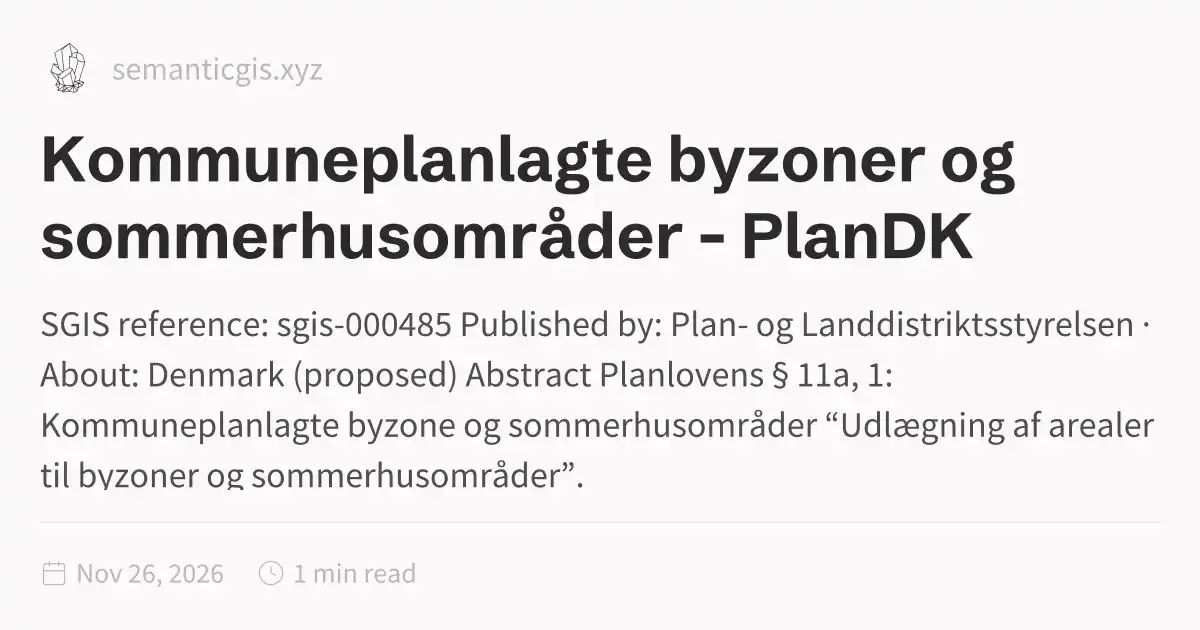 semanticgis.xyz
Kommuneplanlagte byzoner og
sommerhusområder - PlanDK
SGIS reference: sgis-000485 Published by: Plan- og Landdistriktsstyrelsen ·
About: Denmark (proposed) Abstract Planlovens § 11a, 1:
Kommuneplanlagte byzone og sommerhusområder “Udlægning af arealer
til byzoner og sommerhusområder”.
Nov 26, 2026
1 min read